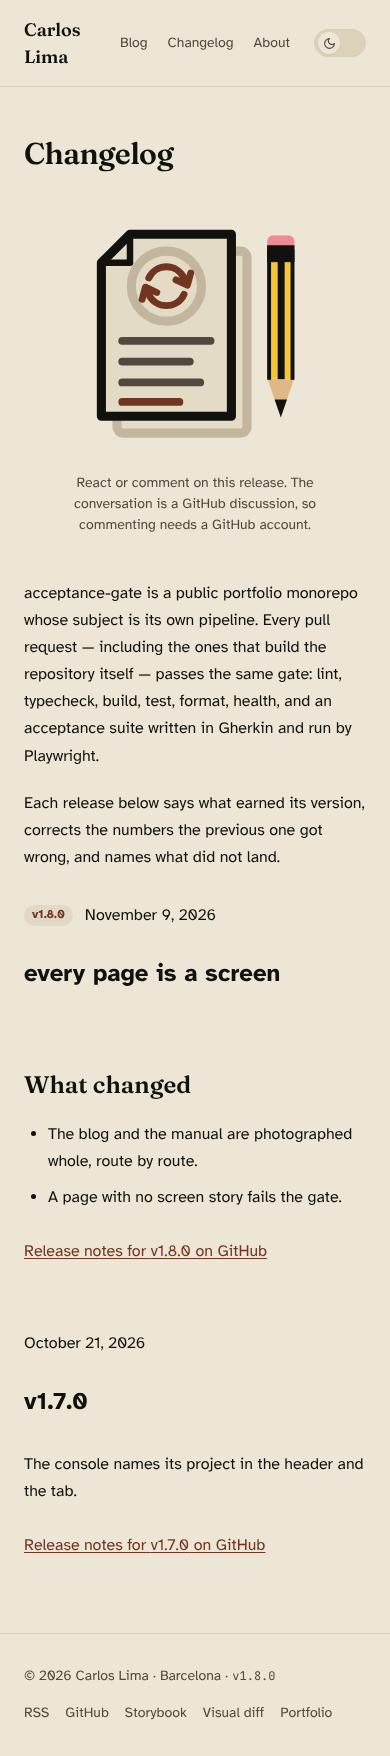 Carlos
Lima
Blog Changelog About
Changelog
React or comment on this release. The
conversation is a GitHub discussion, so
commenting needs a GitHub account.
acceptance-gate is a public portfolio monorepo
whose subject is its own pipeline. Every pull
request — including the ones that build the
repository itself — passes the same gate: lint,
typecheck, build, test, format, health, and an
acceptance suite written in Gherkin and run by
Playwright.
Each release below says what earned its version,
corrects the numbers the previous one got
wrong, and names what did not land.
v1.8.0 November 9, 2026
every page is a screen
What changed
• The blog and the manual are photographed
whole, route by route.
• A page with no screen story fails the gate.
Release notes for v1.8.0 on GitHub
October 21, 2026
v1.7.0
The console names its project in the header and
the tab.
Release notes for v1.7.0 on GitHub
© 2026 Carlos Lima · Barcelona · v1.8.0
RSS GitHub Storybook Visual diff Portfolio